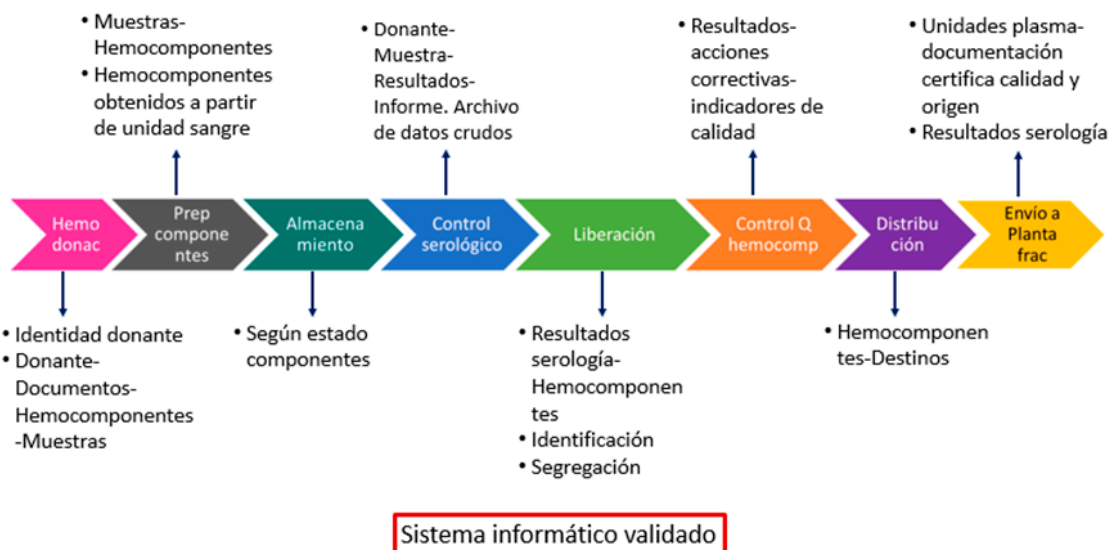 • Muestras-
Hemocomponentes
• Hemocomponentes
obtenidos a partir
de unidad sangre
• Donante-
Muestra-
Resultados-
Informe. Archivo
de datos crudos
• Resultados-
acciones
correctivas-
indicadores de
calidad
• Unidades plasma-
documentación
certifica calidad y
origen
• Resultados serología
Hemo
donac
Prep
compone
ntes
Almacena
miento
Control
serológico
Liberación
Control Q
hemocomp
Distribu
ción
Envío a
Planta
frac
• Identidad donante
• Donante-
Documentos-
Hemocomponentes
-Muestras
• Según estado
componentes
• Resultados
serología-
Hemocomponen
tes
• Identificación
• Segregación
• Hemocomponen
tes-Destinos
Sistema informático validado